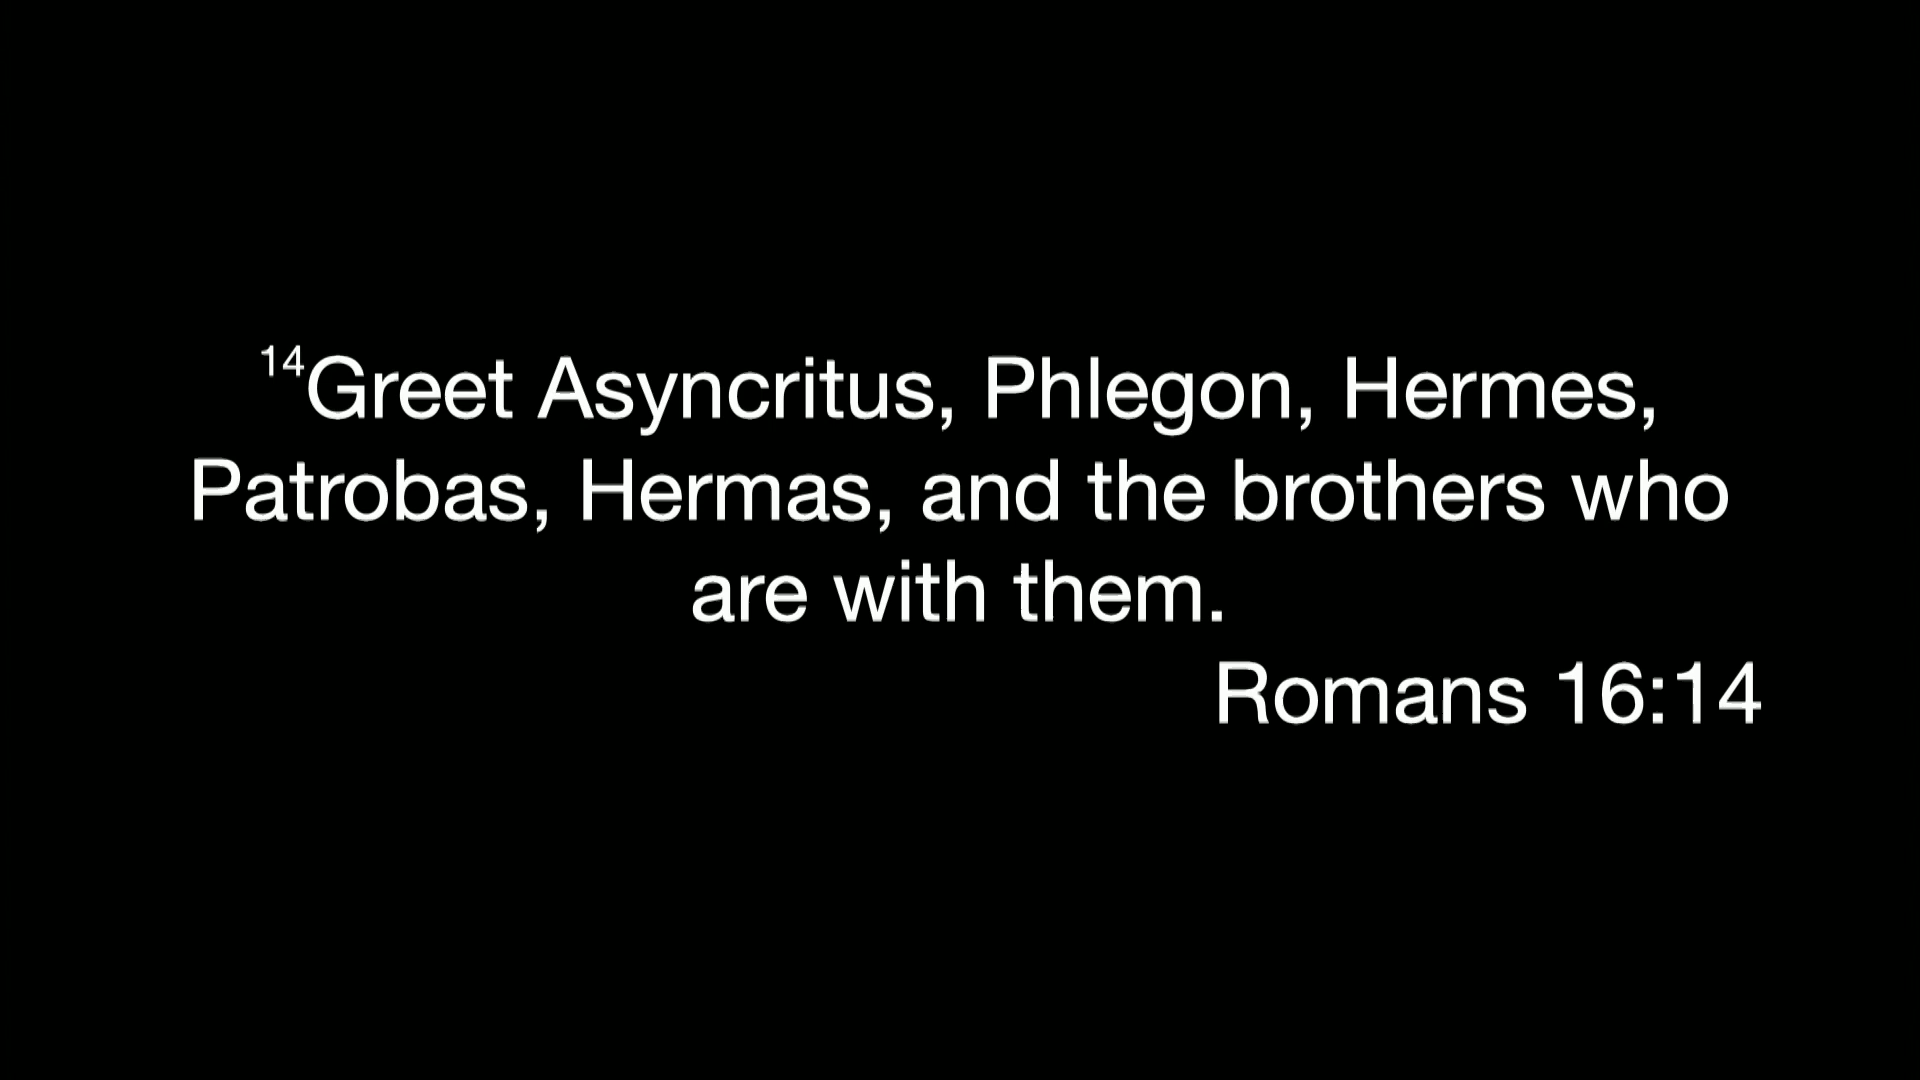 14Greet Asyncritus, Phlegon, Hermes,
Patrobas, Hermas, and the brothers who
are with them.
Romans 16:14